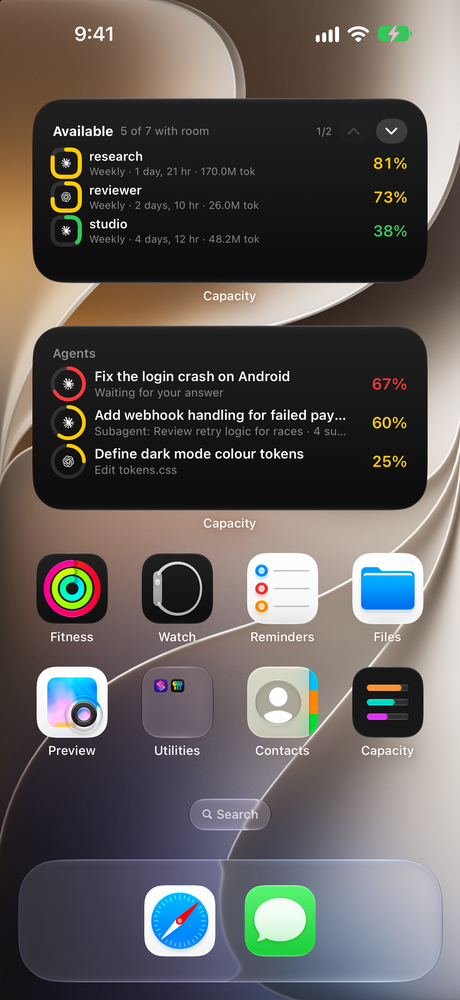 9:41
Available 5 of 7 with room 1/2
research
Weekly · 1 day, 21 hr · 170.0M tok
81%
reviewer
Weekly · 2 days, 10 hr · 26.0M tok
73%
studio
Weekly · 4 days, 12 hr · 48.2M tok
38%
Capacity
Agents
Fix the login crash on Android
Waiting for your answer
67%
Add webhook handling for failed pay...
Subagent: Review retry logic for races · 4 su...
60%
Define dark mode colour tokens
Edit tokens.css
25%
Capacity
Fitness Watch Reminders Files
Preview Utilities Contacts Capacity
Search